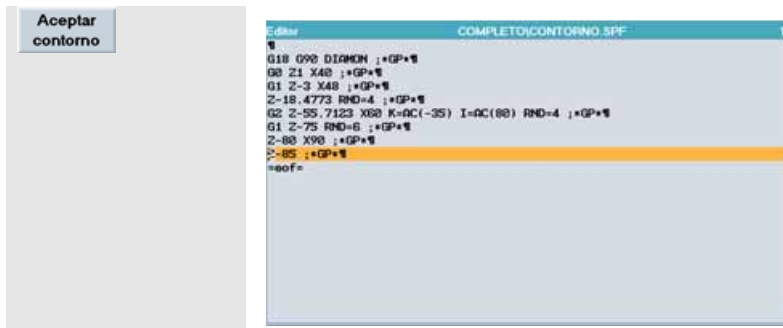 Aceptar
contorno
Editor COMPLETO\CONTORNO.SPF
¶
G18 G90 DIAMON ;*GP*¶
G0 Z1 X40 ;*GP*¶
G1 Z-3 X48 ;*GP*¶
Z-18.4773 RND=4 ;*GP*¶
G2 Z-55.7123 X60 K=AC(-35) I=AC(80) RND=4 ;*GP*¶
G1 Z-75 RND=6 ;*GP*¶
Z-80 X90 ;*GP*¶
Z-85 ;*GP*¶
=eof=